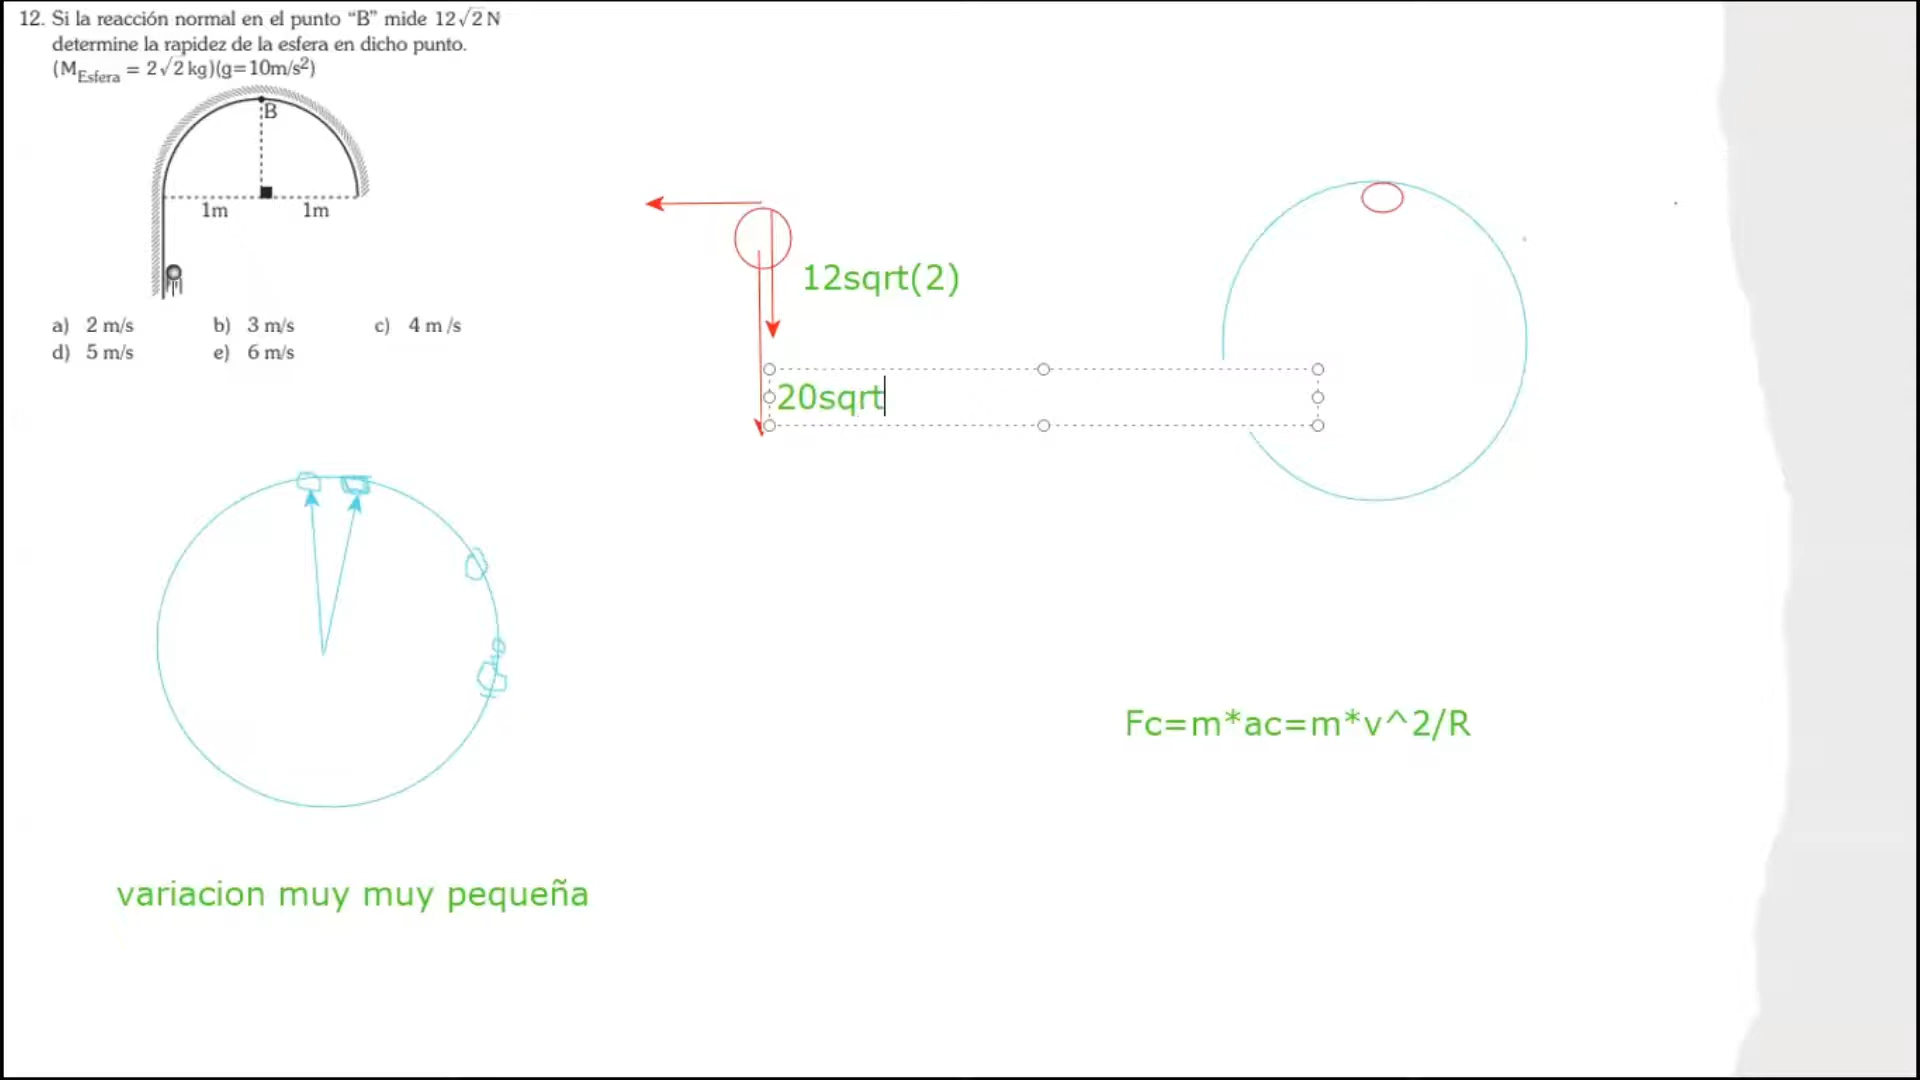 12. Si la reacción normal en el punto “B” mide 12√2 N
determine la rapidez de la esfera en dicho punto.
(M_Esfera = 2√2 kg)(g=10m/s²)
B
1m 1m
a) 2 m/s b) 3 m/s c) 4 m /s
d) 5 m/s e) 6 m/s
12sqrt(2)
20sqrt
Fc=m*ac=m*v^2/R
variacion muy muy pequeña